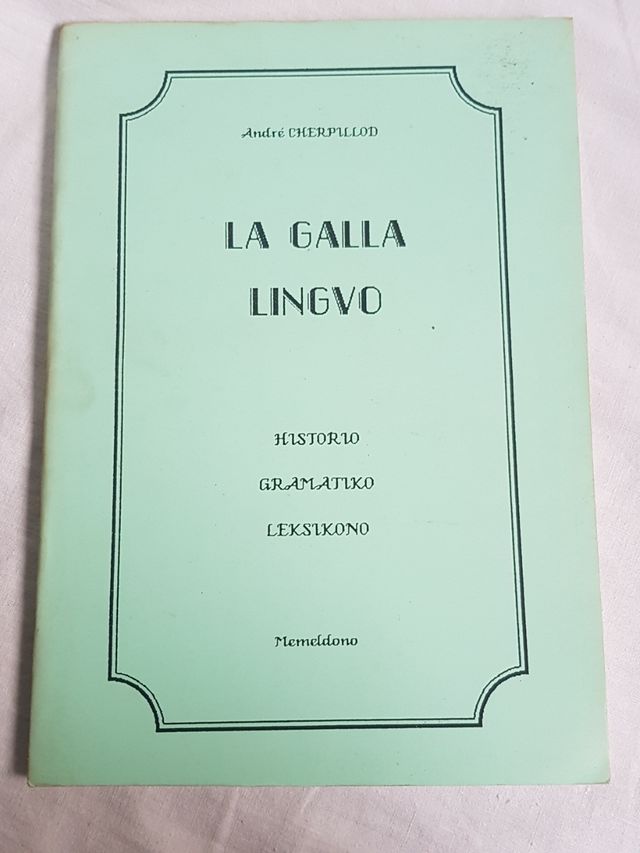 André CHERPILLOD
LA GALLA
LINGVO
HISTORIO
GRAMATIKO
LEKSIKONO
Memeldono